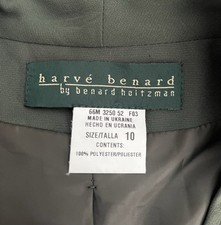 harvé benard
by benard holtzman
66M 3250 52 F03
MADE IN UKRAINE
HECHO EN UCRANIA
SIZE/TALLA 10
CONTENTS:
100% POLYESTER/POLIESTER